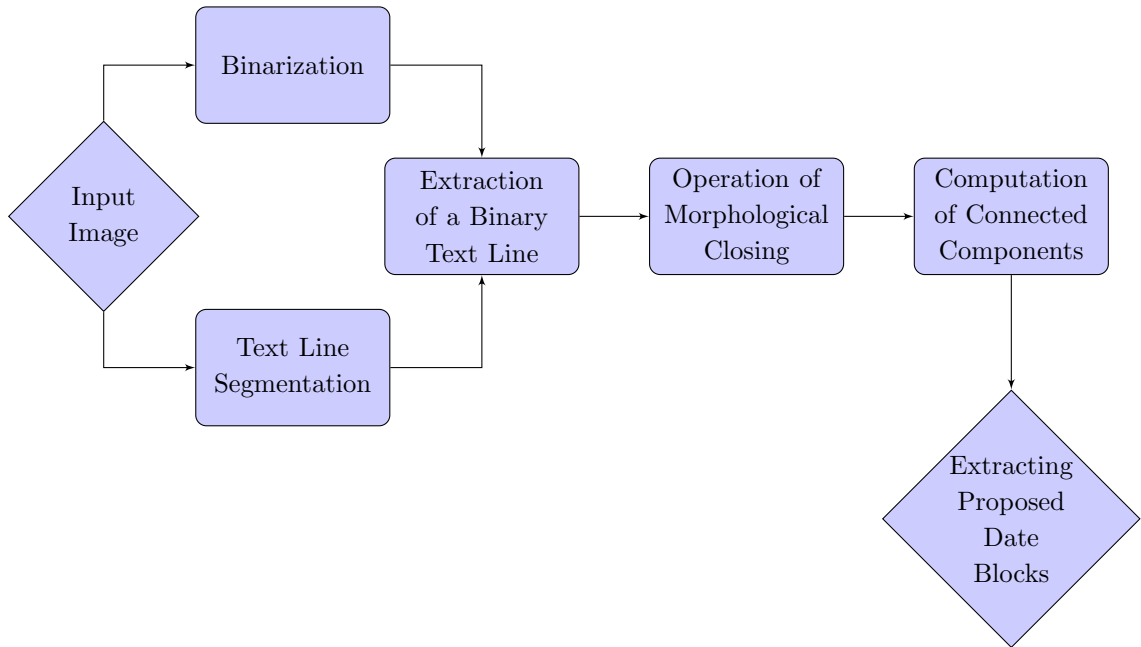 Binarization
Input
Image
Text Line
Segmentation
Extraction
of a Binary
Text Line
Operation of
Morphological
Closing
Computation
of Connected
Components
Extracting
Proposed
Date
Blocks